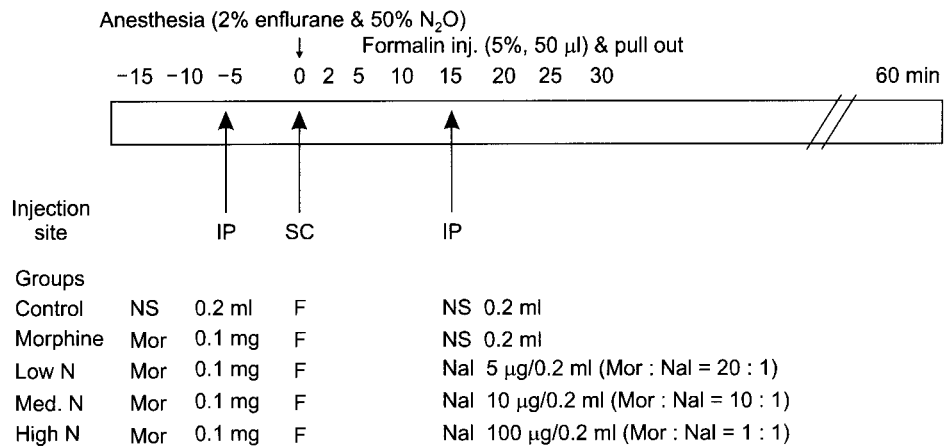 Anesthesia (2% enflurane & 50% N₂O)
Formalin inj. (5%, 50 μl) & pull out
−15 −10 −5 0 2 5 10 15 20 25 30 60 min
Injection
site IP SC IP
Groups
Control NS 0.2 ml F NS 0.2 ml
Morphine Mor 0.1 mg F NS 0.2 ml
Low N Mor 0.1 mg F Nal 5 μg/0.2 ml (Mor : Nal = 20 : 1)
Med. N Mor 0.1 mg F Nal 10 μg/0.2 ml (Mor : Nal = 10 : 1)
High N Mor 0.1 mg F Nal 100 μg/0.2 ml (Mor : Nal = 1 : 1)